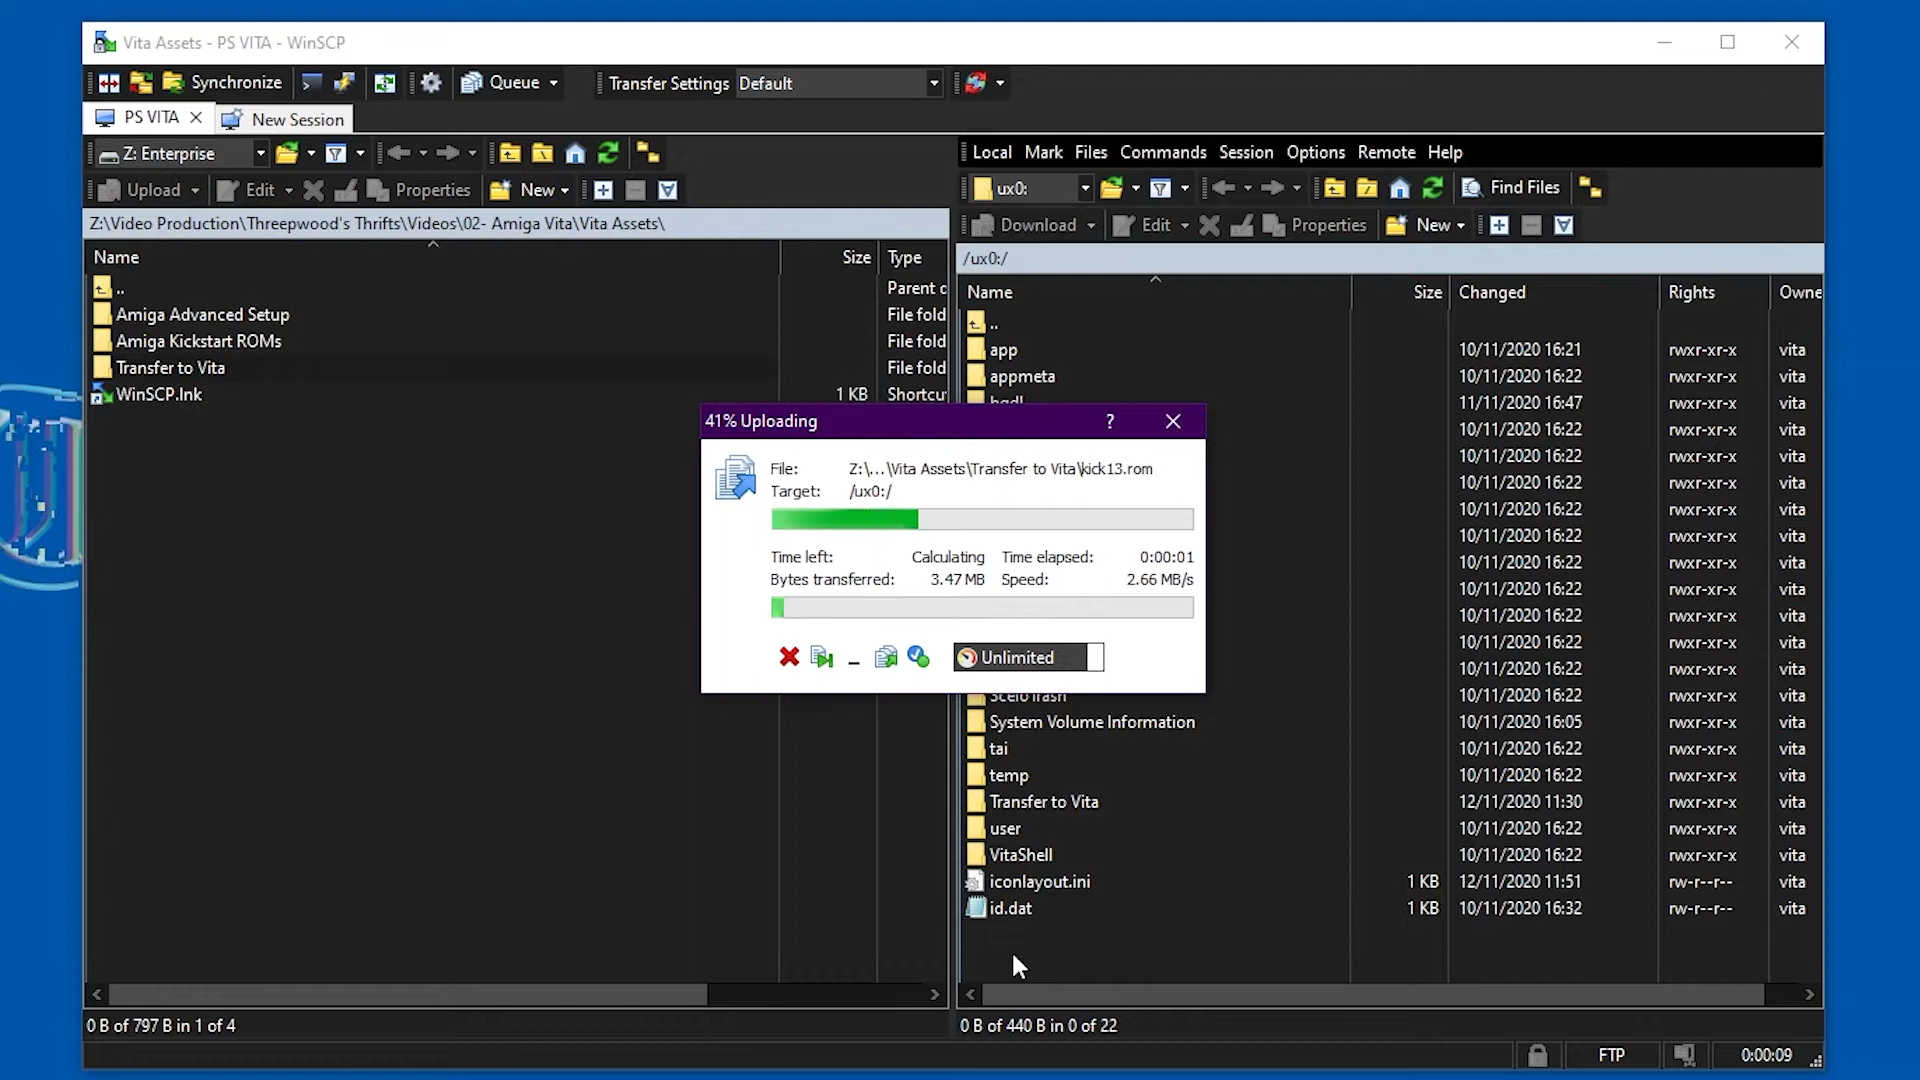 Vita Assets - PS VITA - WinSCP
Synchronize
Queue
Transfer Settings Default
PS VITA
New Session
Z: Enterprise
Upload
Edit
Properties
New
Z:\Video Production\Threepwood's Thrifts\Videos\02- Amiga Vita\Vita Assets\
Name Size Type
.. Parent d
Amiga Advanced Setup File fold
Amiga Kickstart ROMs File fold
Transfer to Vita File fold
WinSCP.lnk 1 KB Shortcu
0 B of 797 B in 1 of 4
Local Mark Files Commands Session Options Remote Help
ux0:
Find Files
Download
Edit
Properties
New
/ux0:/
Name Size Changed Rights Owne
..
app 10/11/2020 16:21 rwxr-xr-x vita
appmeta 10/11/2020 16:22 rwxr-xr-x vita
bgdl 11/11/2020 16:47 rwxr-xr-x vita
10/11/2020 16:22 rwxr-xr-x vita
10/11/2020 16:22 rwxr-xr-x vita
10/11/2020 16:22 rwxr-xr-x vita
10/11/2020 16:22 rwxr-xr-x vita
10/11/2020 16:22 rwxr-xr-x vita
10/11/2020 16:22 rwxr-xr-x vita
10/11/2020 16:22 rwxr-xr-x vita
10/11/2020 16:22 rwxr-xr-x vita
10/11/2020 16:22 rwxr-xr-x vita
10/11/2020 16:22 rwxr-xr-x vita
SceIoTrash 10/11/2020 16:22 rwxr-xr-x vita
System Volume Information 10/11/2020 16:05 rwxr-xr-x vita
tai 10/11/2020 16:22 rwxr-xr-x vita
temp 10/11/2020 16:22 rwxr-xr-x vita
Transfer to Vita 12/11/2020 11:30 rwxr-xr-x vita
user 10/11/2020 16:22 rwxr-xr-x vita
VitaShell 10/11/2020 16:22 rwxr-xr-x vita
iconlayout.ini 1 KB 12/11/2020 11:51 rw-r--r-- vita
id.dat 1 KB 10/11/2020 16:32 rw-r--r-- vita
0 B of 440 B in 0 of 22
41% Uploading ?
File: Z:\...\Vita Assets\Transfer to Vita\kick13.rom
Target: /ux0:/
Time left: Calculating Time elapsed: 0:00:01
Bytes transferred: 3.47 MB Speed: 2.66 MB/s
Unlimited
FTP
0:00:09